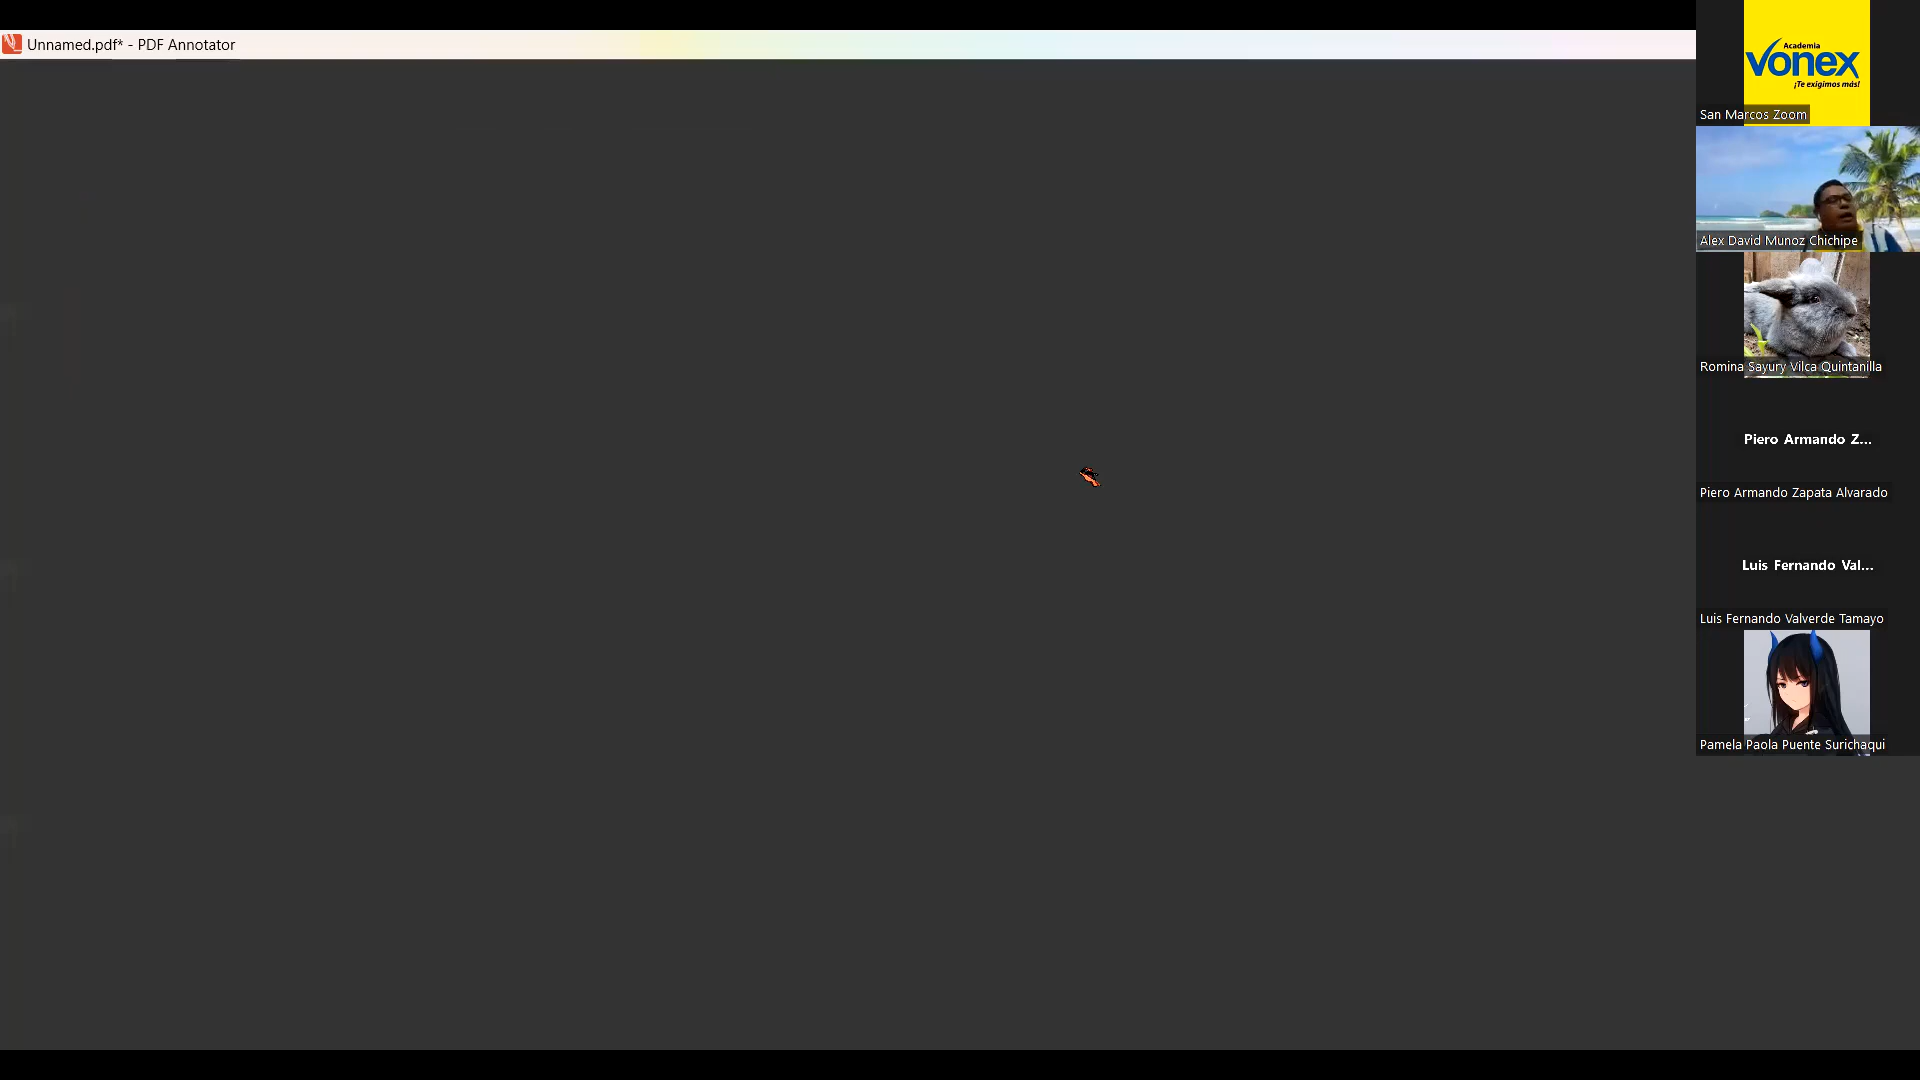 Unnamed.pdf* - PDF Annotator
Academia
vonex
¡Te exigimos más!
San Marcos Zoom
Alex David Munoz Chichipe
Romina Sayury Vilca Quintanilla
Piero Armando Z...
Piero Armando Zapata Alvarado
Luis Fernando Val...
Luis Fernando Valverde Tamayo
Pamela Paola Puente Surichaqui